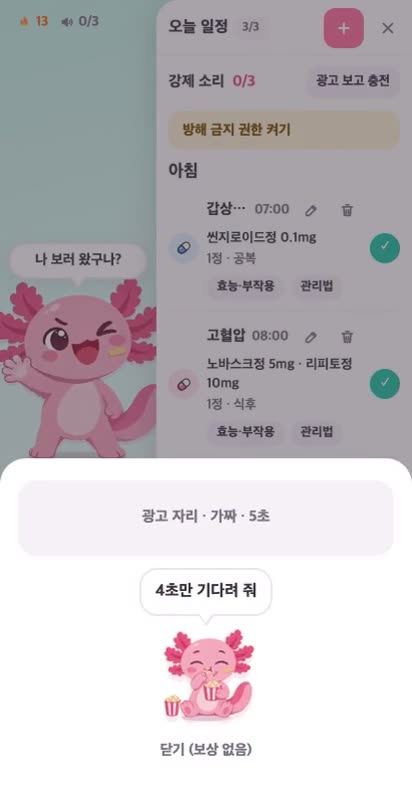 13 0/3
오늘 일정 3/3
강제 소리 0/3 광고 보고 충전
방해 금지 권한 켜기
아침
갑상… 07:00
씬지로이드정 0.1mg
1정 · 공복
효능·부작용 관리법
고혈압 08:00
노바스크정 5mg · 리피토정
10mg
1정 · 식후
효능·부작용 관리법
나 보러 왔구나?
광고 자리 · 가짜 · 5초
4초만 기다려 줘
닫기 (보상 없음)